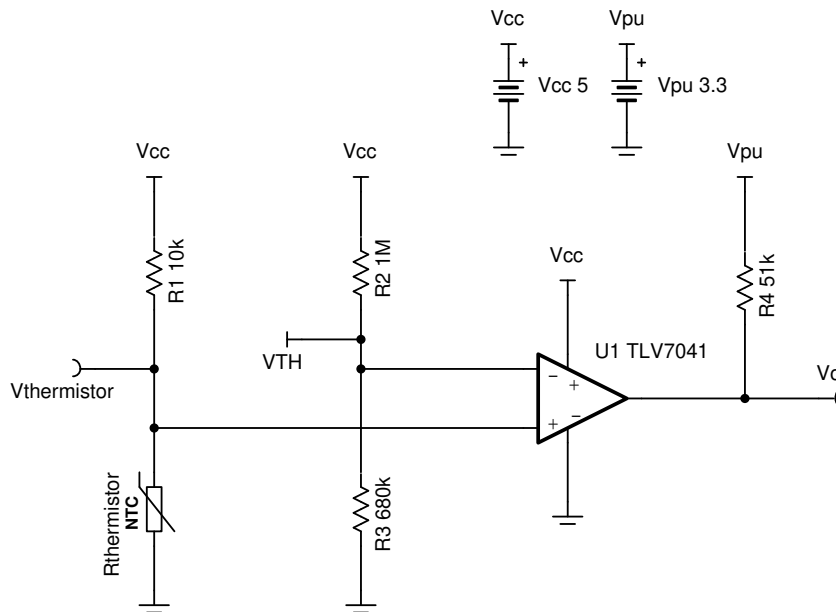 Vcc
Vpu
+
+
Vcc 5
Vpu 3.3
Vcc
Vcc
Vpu
R1 10k
R2 1M
Vcc
R4 51k
VTH
U1 TLV7041
Vthermistor
−
+
+
−
Rthermistor
NTC
R3 680k